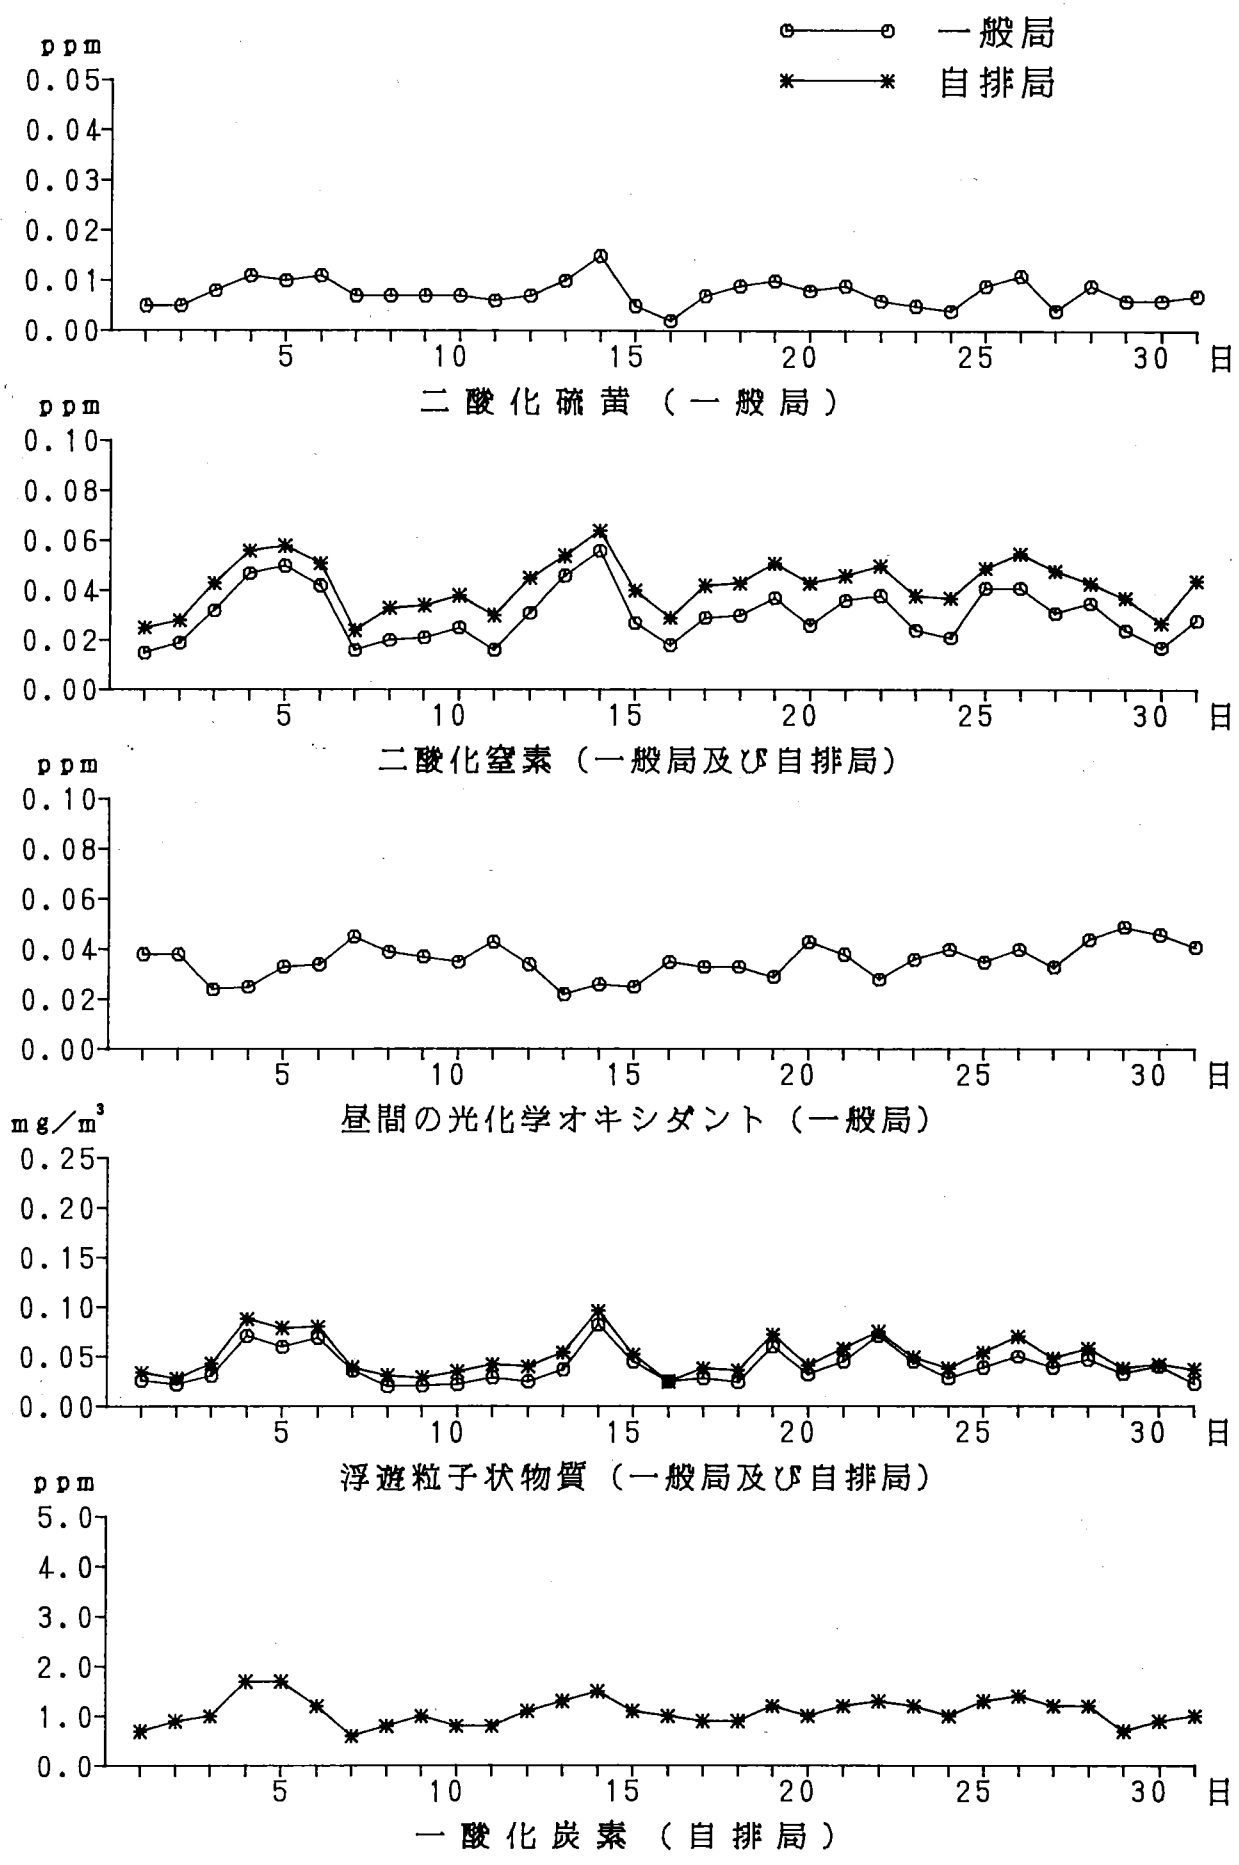 一般局
自排局
ppm
0.05
0.04
0.03
0.02
0.01
0.00
5 10 15 20 25 30 日
二酸化硫黄（一般局）
ppm
0.10
0.08
0.06
0.04
0.02
0.00
5 10 15 20 25 30 日
二酸化窒素（一般局及び自排局）
ppm
0.10
0.08
0.06
0.04
0.02
0.00
5 10 15 20 25 30 日
昼間の光化学オキシダント（一般局）
mg/m³
0.25
0.20
0.15
0.10
0.05
0.00
5 10 15 20 25 30 日
浮遊粒子状物質（一般局及び自排局）
ppm
5.0
4.0
3.0
2.0
1.0
0.0
5 10 15 20 25 30 日
一酸化炭素（自排局）